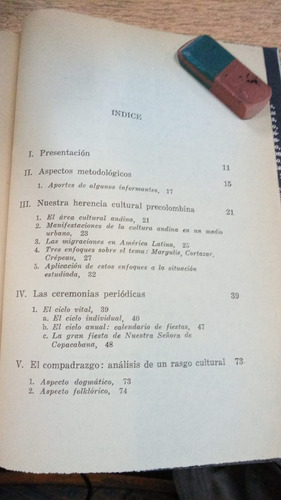 ÍNDICE
I. Presentación 11
II. Aspectos metodológicos 15
1. Aportes de algunos informantes, 17
III. Nuestra herencia cultural precolombina 21
1. El área cultural andina, 21
2. Manifestaciones de la cultura andina en un medio
urbano, 23
3. Las migraciones en América Latina, 25
4. Tres enfoques sobre el tema: Margulis, Cortazar,
Crépeau, 27
5. Aplicación de estos enfoques a la situación
estudiada, 32
IV. Las ceremonias periódicas 39
1. El ciclo vital, 39
a. El ciclo individual, 40
b. El ciclo anual: calendario de fiestas, 47
c. La gran fiesta de Nuestra Señora de
Copacabana, 48
V. El compadrazgo: análisis de un rasgo cultural 73
1. Aspecto dogmático, 73
2. Aspecto folklórico, 74